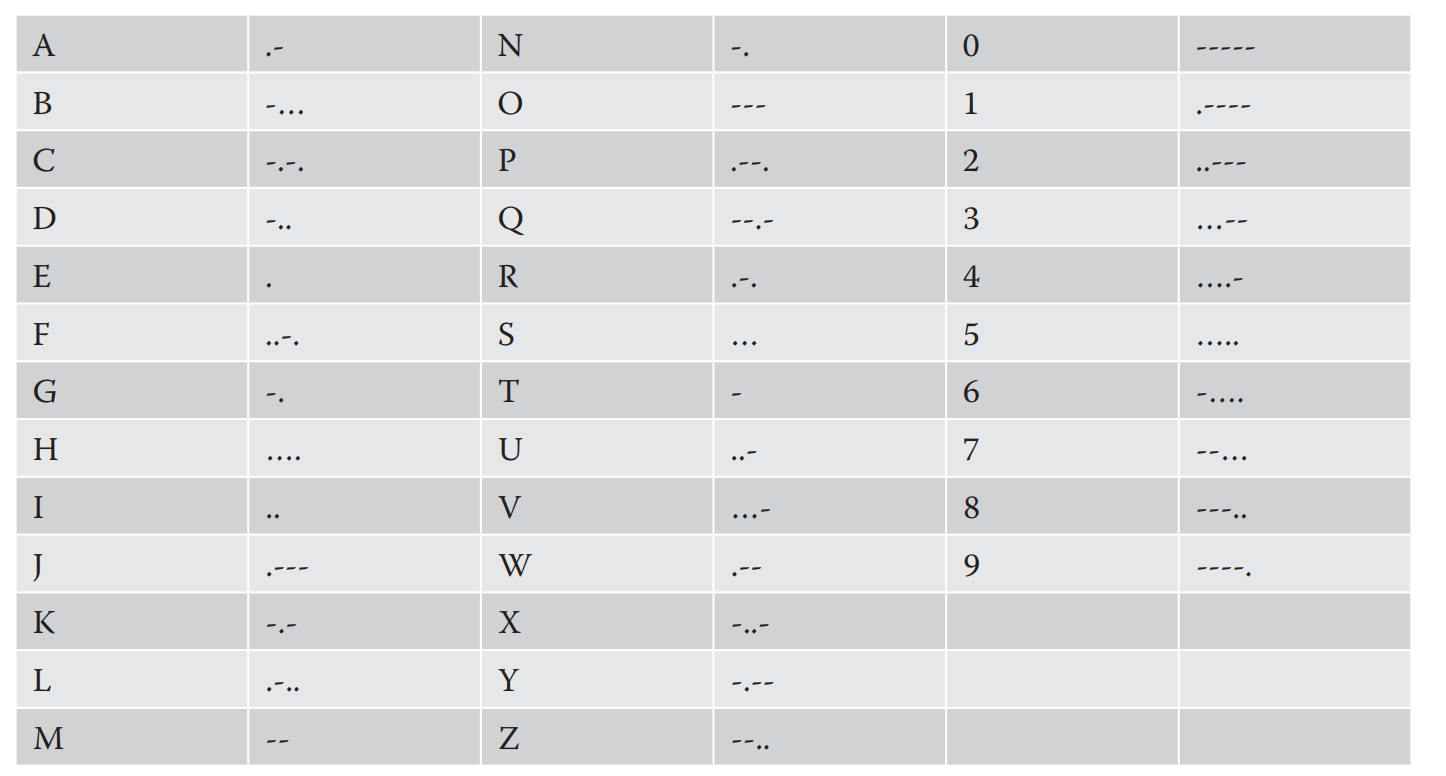 A .- N -. 0 -----
B -... O --- 1 .----
C -.-. P .--. 2 ..---
D -.. Q --.- 3 ...--
E . R .-. 4 ....-
F ..-. S ... 5 .....
G -. T - 6 -....
H .... U ..- 7 --...
I .. V ...- 8 ---..
J .--- W .-- 9 ----.
K -.- X -..-
L .-.. Y -.--
M -- Z --..